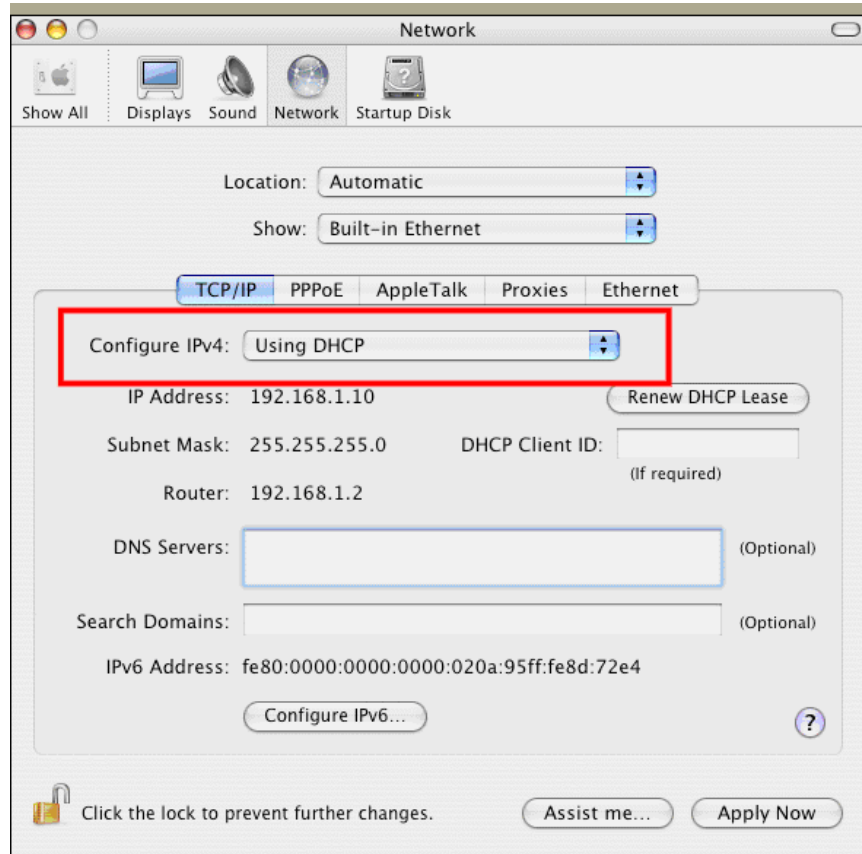 Network
Show All Displays Sound Network Startup Disk
Location: Automatic
Show: Built-in Ethernet
TCP/IP PPPoE AppleTalk Proxies Ethernet
Configure IPv4: Using DHCP
IP Address: 192.168.1.10 Renew DHCP Lease
Subnet Mask: 255.255.255.0 DHCP Client ID:
(If required)
Router: 192.168.1.2
DNS Servers: (Optional)
Search Domains: (Optional)
IPv6 Address: fe80:0000:0000:0000:020a:95ff:fe8d:72e4
Configure IPv6... ?
Click the lock to prevent further changes. Assist me... Apply Now